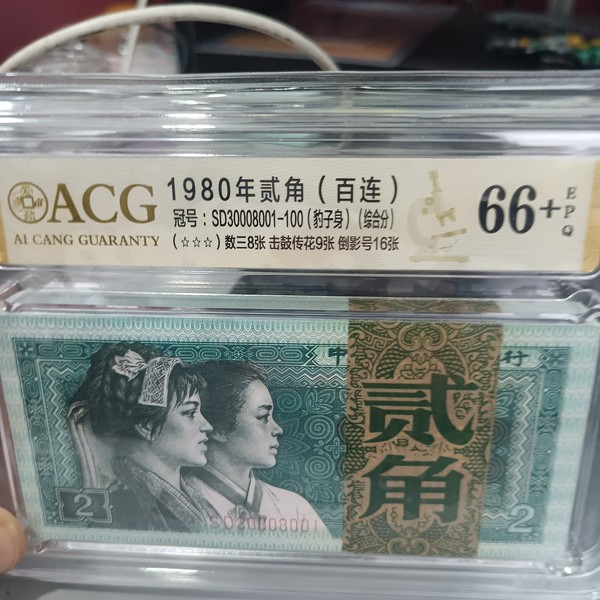 ACG
AI CANG GUARANTY
1980年贰角（百连）
冠号：SD30008001-100（豹子身）（综合分）
（☆☆☆）数三8张 击鼓传花9张 倒影号16张
66+
EPQ
中
行
贰角
2
2